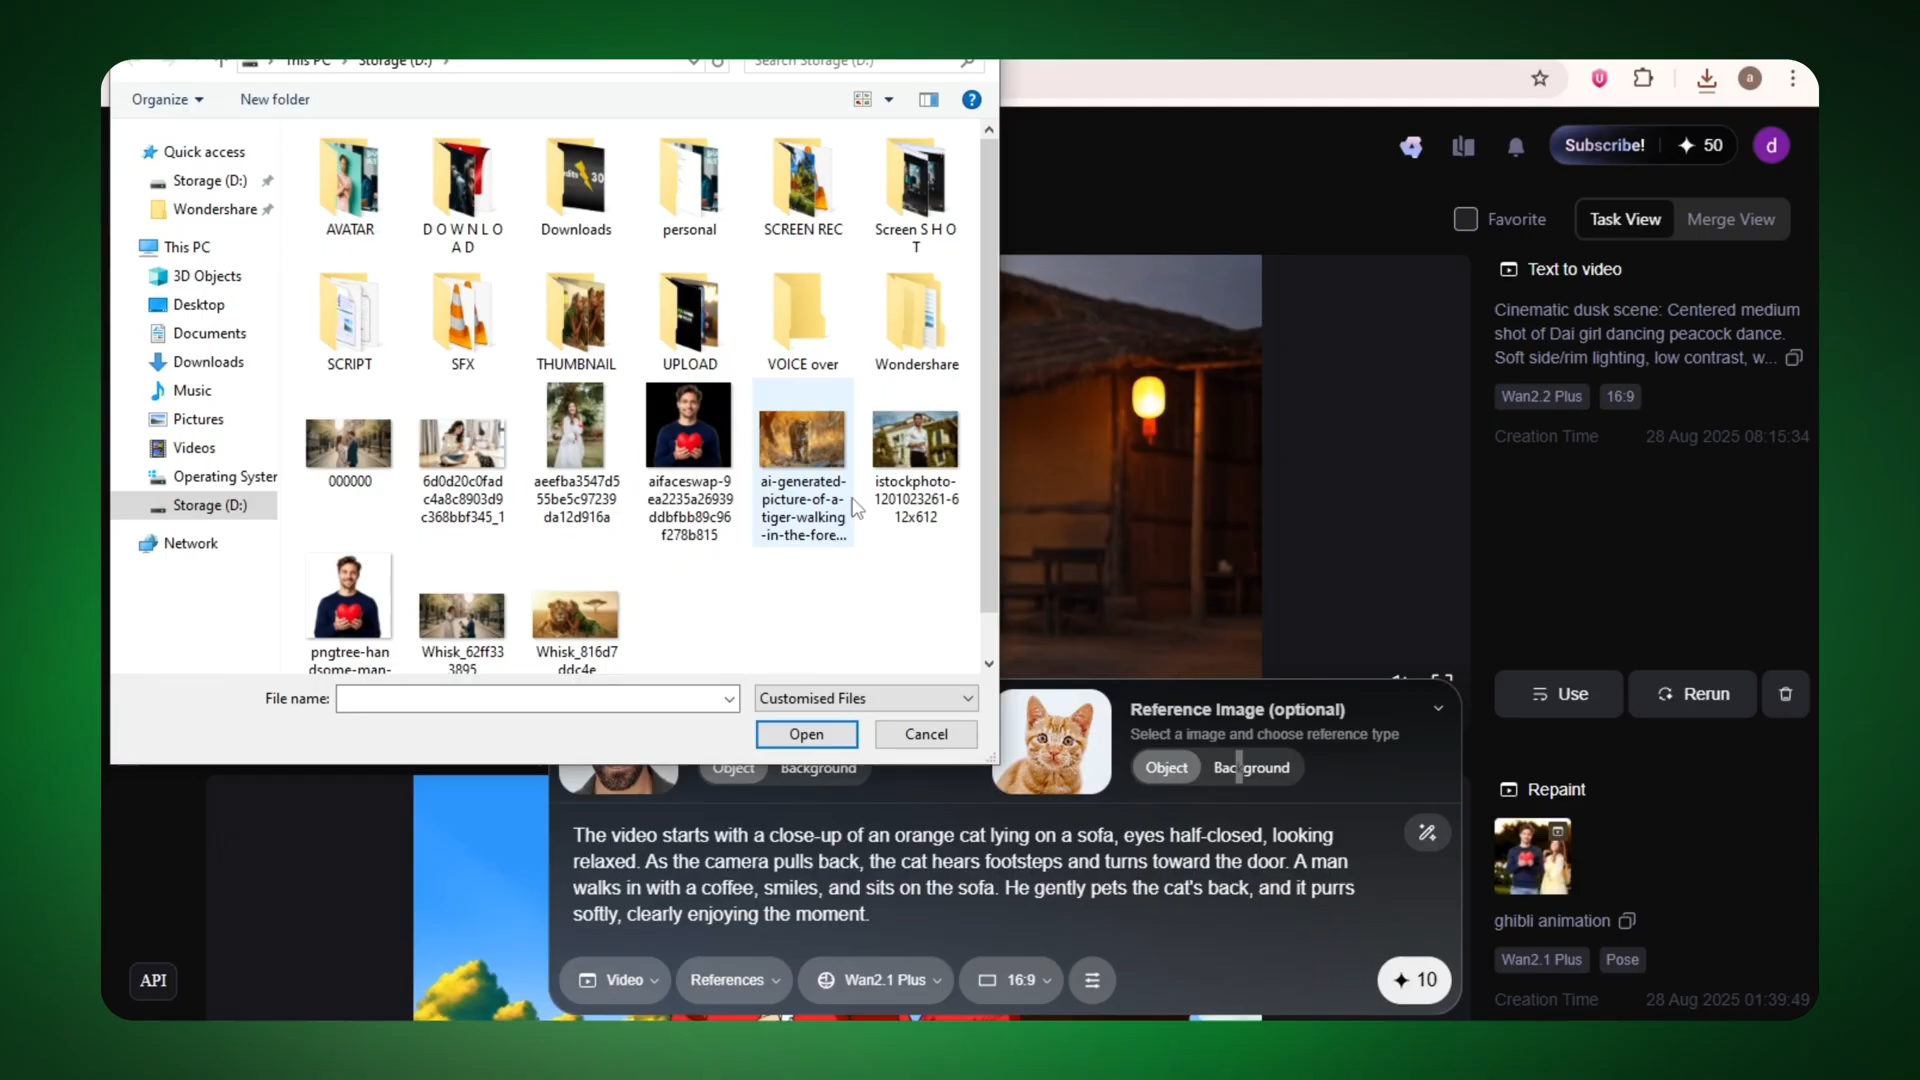 This PC
Storage (D:)
Search Storage (D:)
Organize
New folder
Quick access
Storage (D:)
Wondershare
This PC
3D Objects
Desktop
Documents
Downloads
Music
Pictures
Videos
Operating Syster
Storage (D:)
Network
AVATAR
D O W N L O
A D
Downloads
personal
SCREEN REC
Screen S H O
T
SCRIPT
SFX
THUMBNAIL
UPLOAD
VOICE over
Wondershare
000000
6d0d20c0fad
c4a8c8903d9
c368bbf345_1
aeefba3547d5
55be5c97239
da12d916a
aifaceswap-9
ea2235a26939
ddbfbb89c96
f278b815
ai-generated-
picture-of-a-
tiger-walking
-in-the-fore...
istockphoto-
1201023261-6
12x612
pngtree-han
dsome-man-
Whisk_62ff33
3895
Whisk_816d7
ddc4e
File name:
Customised Files
Open
Cancel
a
Subscribe!
50
d
Favorite
Task View
Merge View
Text to video
Cinematic dusk scene: Centered medium
shot of Dai girl dancing peacock dance.
Soft side/rim lighting, low contrast, w...
Wan2.2 Plus
16:9
Creation Time
28 Aug 2025 08:15:34
Use
Rerun
Reference Image (optional)
Select a image and choose reference type
Object
Background
Object
Background
The video starts with a close-up of an orange cat lying on a sofa, eyes half-closed, looking
relaxed. As the camera pulls back, the cat hears footsteps and turns toward the door. A man
walks in with a coffee, smiles, and sits on the sofa. He gently pets the cat's back, and it purrs
softly, clearly enjoying the moment.
Video
References
Wan2.1 Plus
16:9
10
API
Repaint
ghibli animation
Wan2.1 Plus
Pose
Creation Time
28 Aug 2025 01:39:49